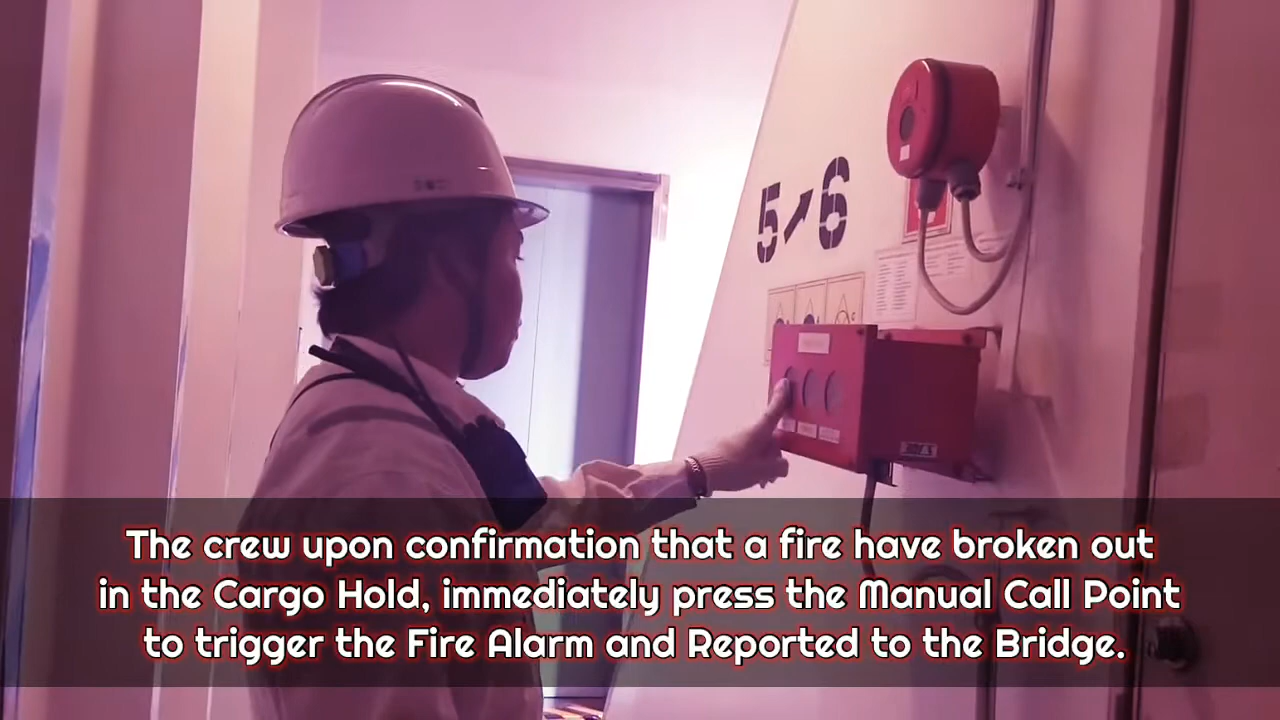 5↗6
The crew upon confirmation that a fire have broken out
in the Cargo Hold, immediately press the Manual Call Point
to trigger the Fire Alarm and Reported to the Bridge.